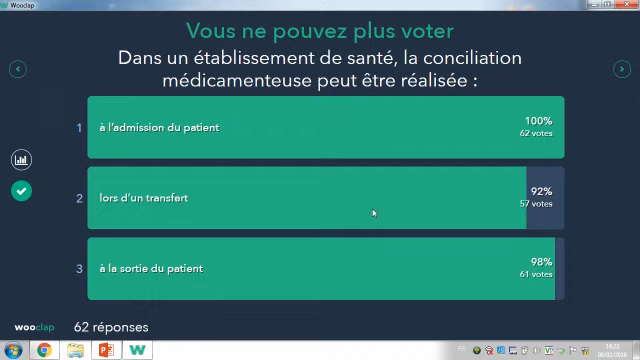 Wooclap
Vous ne pouvez plus voter
Dans un établissement de santé, la conciliation
médicamenteuse peut être réalisée :
1
à l'admission du patient
100%
62 votes
2
lors d'un transfert
92%
57 votes
3
à la sortie du patient
98%
61 votes
wooclap
62 réponses
14:23